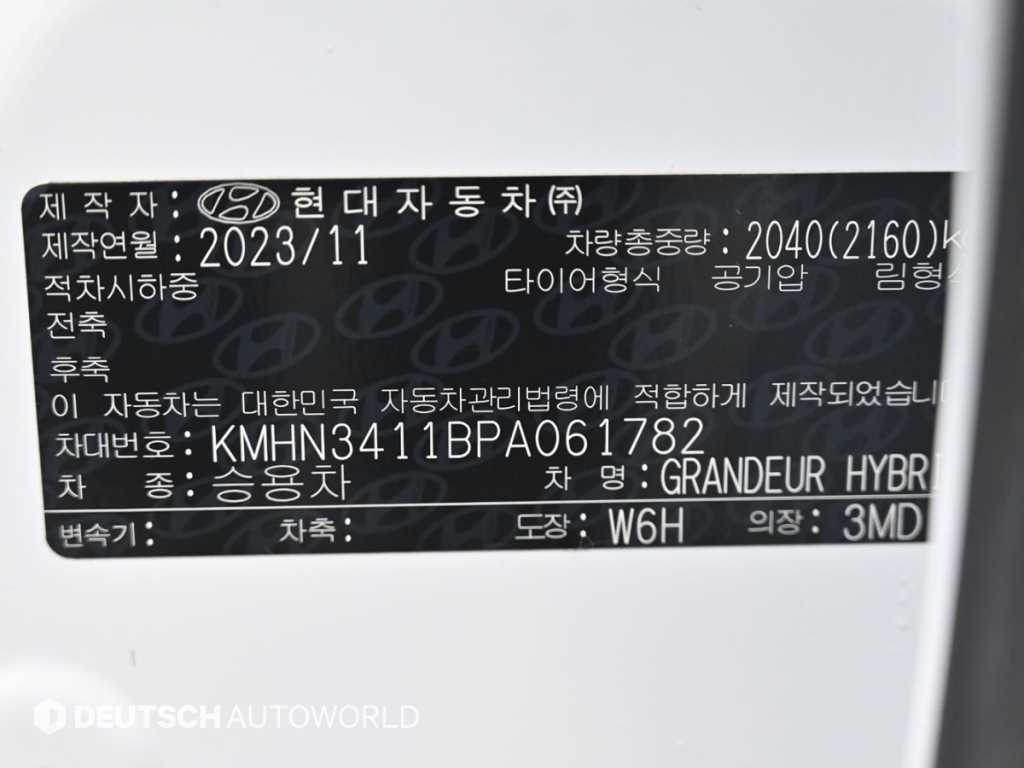 제 작 자 : 현 대 자 동 차 ㈜
제작연월 : 2023/11 차량총중량 : 2040(2160)K
적차시하중 타이어형식 공기압 림형
전축
후축
이 자동차는 대한민국 자동차관리법령에 적합하게 제작되었습니
차대번호 : KMHN3411BPA061782
차 종 : 승용차 차 명 : GRANDEUR HYBRI
변속기 : 차축 : 도장 : W6H 의장 : 3MD
DEUTSCH AUTOWORLD